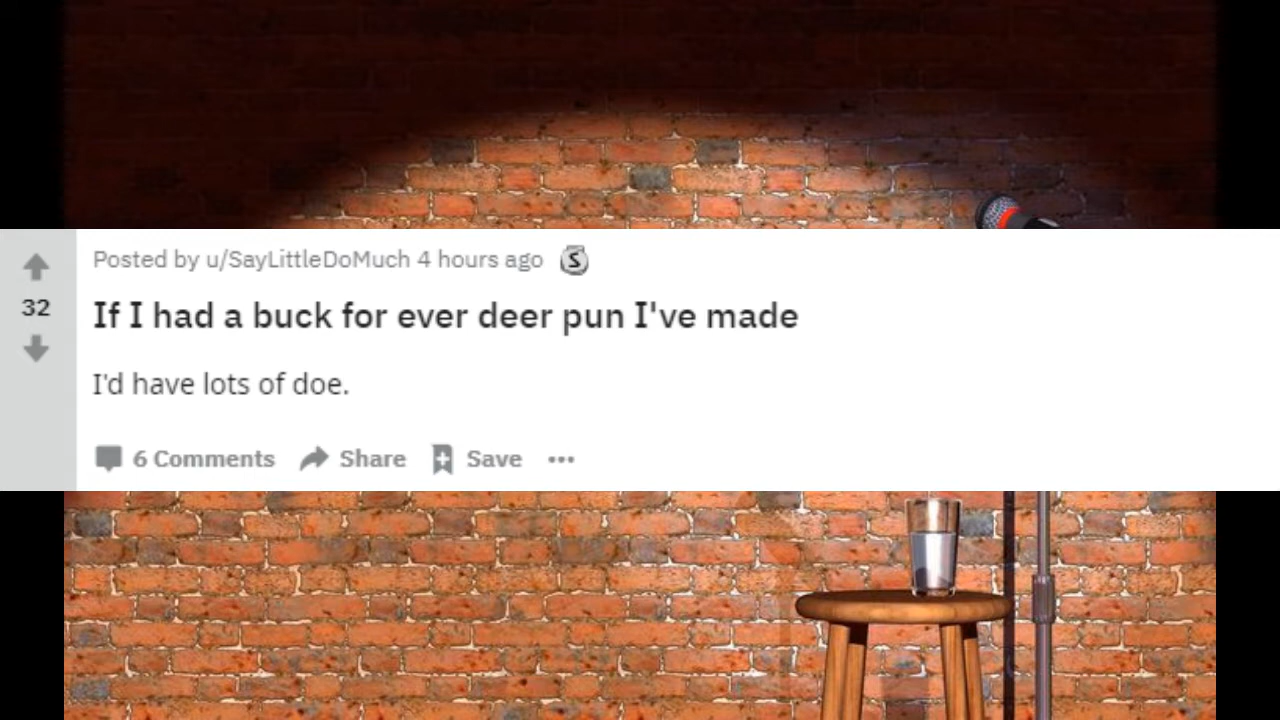 Posted by u/SayLittleDoMuch 4 hours ago S
If I had a buck for ever deer pun I've made
32
I'd have lots of doe.
6 Comments Share Save